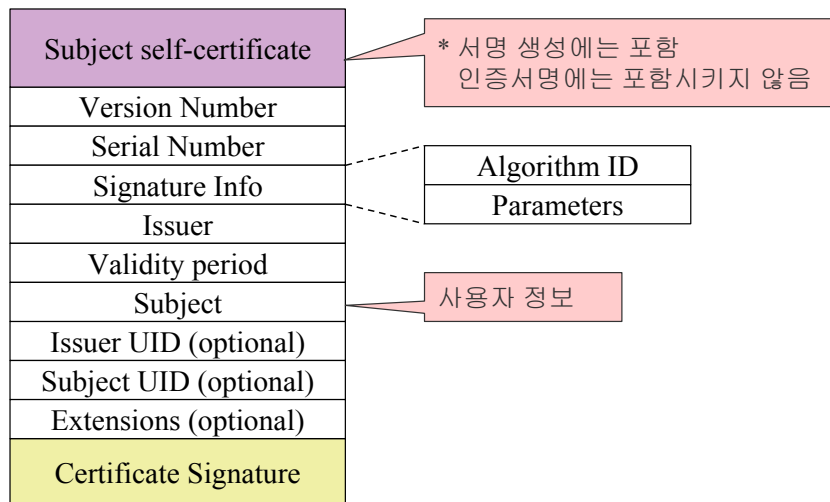 Subject self-certificate
* 서명 생성에는 포함
인증서명에는 포함시키지 않음
Version Number
Serial Number
Algorithm ID
Signature Info
Parameters
Issuer
Validity period
Subject
사용자 정보
Issuer UID (optional)
Subject UID (optional)
Extensions (optional)
Certificate Signature